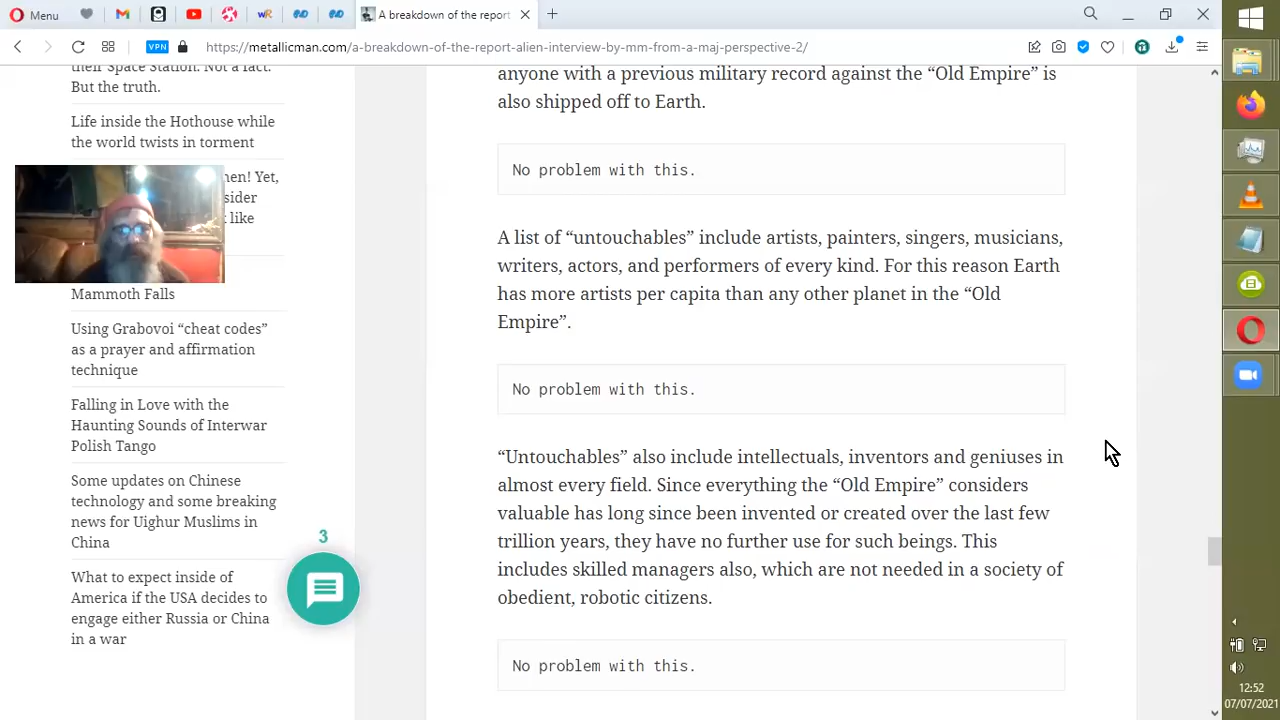 Menu
A breakdown of the report
VPN
https://metallicman.com/a-breakdown-of-the-report-alien-interview-by-mm-from-a-maj-perspective-2/
their Space Station. Not a fact.
But the truth.
Life inside the Hothouse while
the world twists in torment
men! Yet,
sider
like
Mammoth Falls
Using Grabovoi “cheat codes”
as a prayer and affirmation
technique
Falling in Love with the
Haunting Sounds of Interwar
Polish Tango
Some updates on Chinese
technology and some breaking
news for Uighur Muslims in
China
What to expect inside of
America if the USA decides to
engage either Russia or China
in a war
3
anyone with a previous military record against the “Old Empire” is
also shipped off to Earth.
No problem with this.
A list of “untouchables” include artists, painters, singers, musicians,
writers, actors, and performers of every kind. For this reason Earth
has more artists per capita than any other planet in the “Old
Empire”.
No problem with this.
“Untouchables” also include intellectuals, inventors and geniuses in
almost every field. Since everything the “Old Empire” considers
valuable has long since been invented or created over the last few
trillion years, they have no further use for such beings. This
includes skilled managers also, which are not needed in a society of
obedient, robotic citizens.
No problem with this.
12:52
07/07/2021